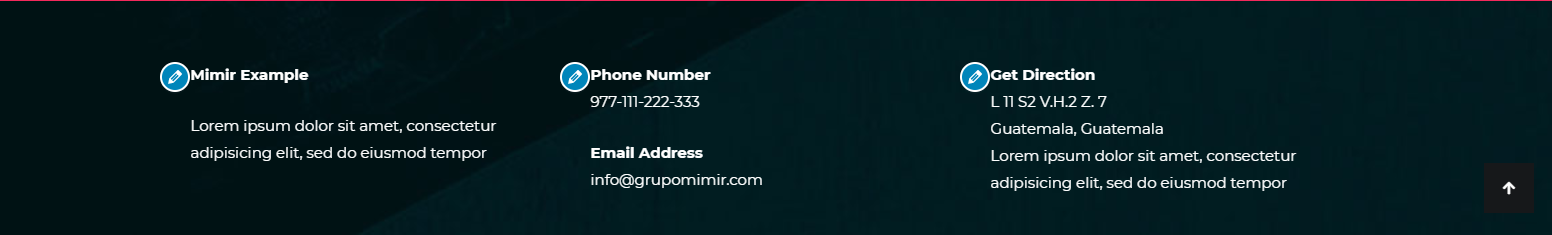 Mimir Example
Lorem ipsum dolor sit amet, consectetur
adipisicing elit, sed do eiusmod tempor
Phone Number
977-111-222-333
Email Address
info@grupomimir.com
Get Direction
L 11 S2 V.H.2 Z. 7
Guatemala, Guatemala
Lorem ipsum dolor sit amet, consectetur
adipisicing elit, sed do eiusmod tempor